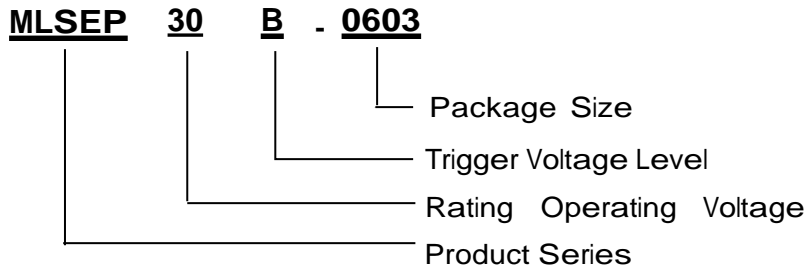 MLSEP 30 B - 0603
Package Size
Trigger Voltage Level
Rating Operating Voltage
Product Series